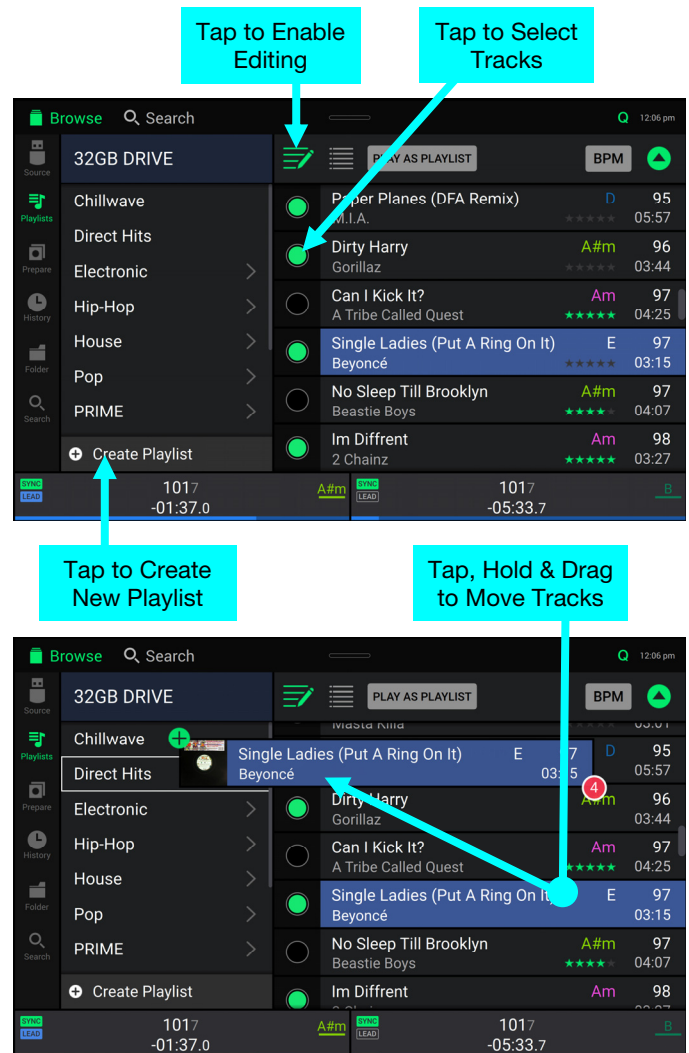 Tap to Enable
Editing
Tap to Select
Tracks
Browse Search Q 12:06 pm
Source 32GB DRIVE PLAY AS PLAYLIST BPM
Playlists Chillwave Paper Planes (DFA Remix) D 95
M.I.A. 05:57
Direct Hits Dirty Harry A#m 96
Prepare Electronic Gorillaz 03:44
History Hip-Hop Can I Kick It? Am 97
A Tribe Called Quest 04:25
Folder House Single Ladies (Put A Ring On It) E 97
Pop Beyoncé 03:15
Search PRIME No Sleep Till Brooklyn A#m 97
Beastie Boys 04:07
Create Playlist Im Diffrent Am 98
2 Chainz 03:27
SYNC 1017 A#m SYNC 1017 B
LEAD -01:37.0 LEAD -05:33.7
Tap to Create
New Playlist
Tap, Hold & Drag
to Move Tracks
Browse Search Q 12:06 pm
Source 32GB DRIVE PLAY AS PLAYLIST BPM
Masta Killa
Playlists Chillwave Single Ladies (Put A Ring On It) E 97 D 95
Direct Hits Beyoncé 03:15 05:57
4
Prepare Electronic Dirty Harry A#m 96
Gorillaz 03:44
History Hip-Hop Can I Kick It? Am 97
House A Tribe Called Quest 04:25
Folder Pop Single Ladies (Put A Ring On It) E 97
Beyoncé 03:15
Search PRIME No Sleep Till Brooklyn A#m 97
Beastie Boys 04:07
Create Playlist Im Diffrent Am 98
SYNC 1017 A#m SYNC 1017 B
LEAD -01:37.0 LEAD -05:33.7